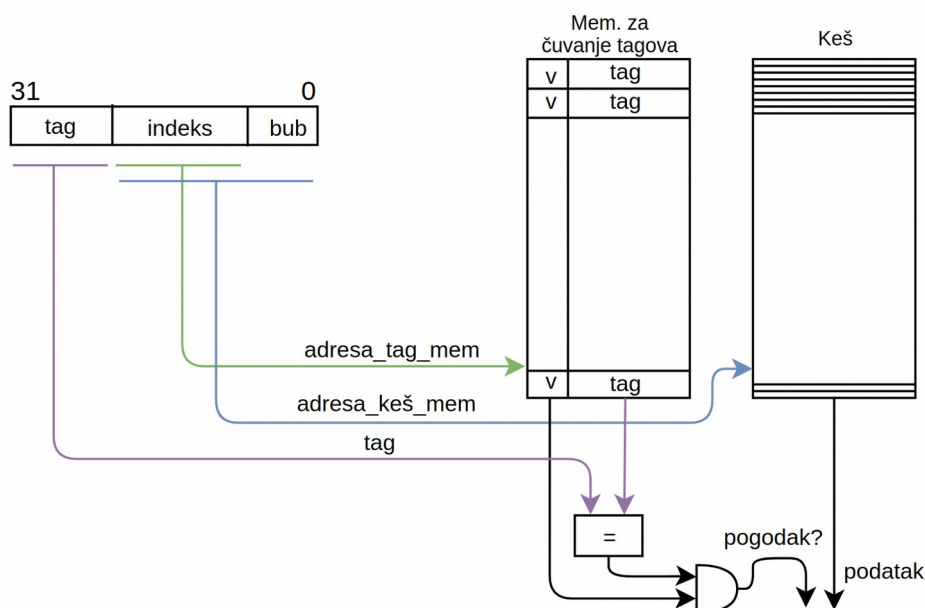 Mem. za
čuvanje tagova
Keš
31
0
tag
indeks
bub
v
tag
v
tag
adresa_tag_mem
v
tag
adresa_keš_mem
tag
=
pogodak?
podatak